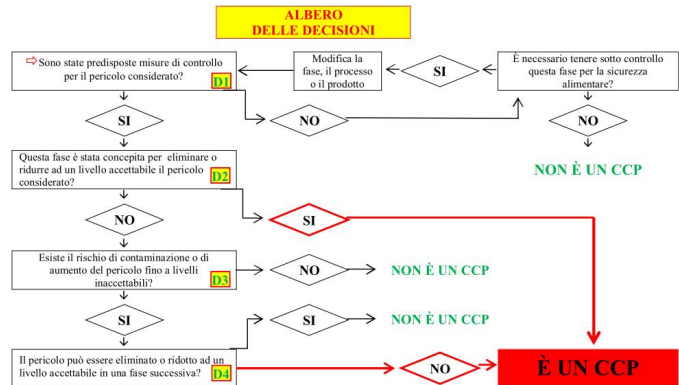 ALBERO
DELLE DECISIONI
⇨Sono state predisposte misure di controllo
per il pericolo considerato?
D1
Modifica la
fase, il processo
o il prodotto
SI
È necessario tenere sotto controllo
questa fase per la sicurezza
alimentare?
SI
NO
NO
NON È UN CCP
Questa fase è stata concepita per eliminare o
ridurre ad un livello accettabile il pericolo
considerato?
D2
NO
SI
Esiste il rischio di contaminazione o di
aumento del pericolo fino a livelli
inaccettabili?
D3
NO
NON È UN CCP
SI
SI
NON È UN CCP
Il pericolo può essere eliminato o ridotto ad un
livello accettabile in una fase successiva?
D4
NO
È UN CCP